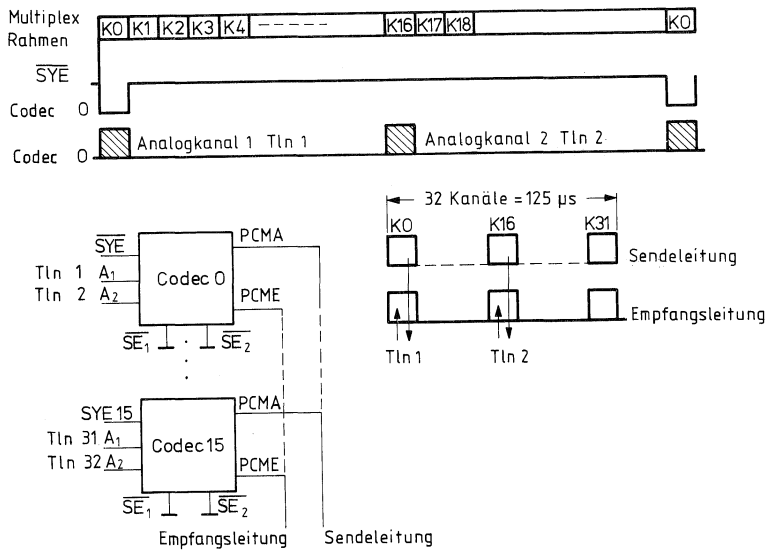 Multiplex
Rahmen
K0 K1 K2 K3 K4 K16 K17 K18 K0
SYE
Codec 0
Codec 0 Analogkanal 1 Tln 1 Analogkanal 2 Tln 2
32 Kanäle = 125 µs
K0 K16 K31
Sendeleitung
Empfangsleitung
Tln 1 Tln 2
SYE
Tln 1 A1
Tln 2 A2
Codec 0
PCMA
PCME
SE1 SE2
SYE 15
Tln 31 A1
Tln 32 A2
Codec 15
PCMA
PCME
SE1 SE2
Empfangsleitung Sendeleitung